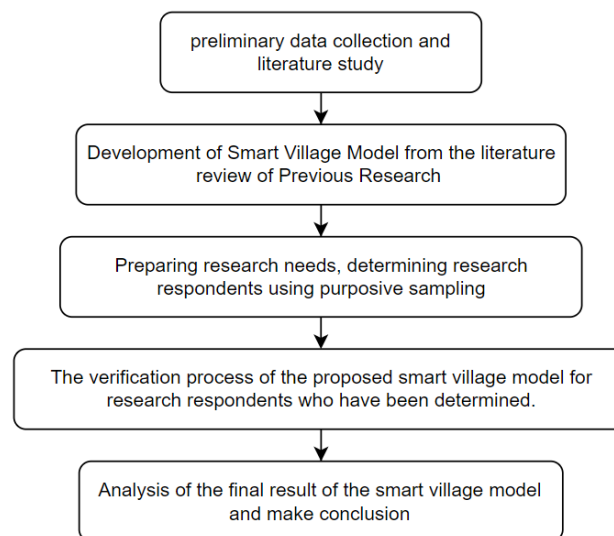 preliminary data collection and
literature study
Development of Smart Village Model from the literature
review of Previous Research
Preparing research needs, determining research
respondents using purposive sampling
The verification process of the proposed smart village model for
research respondents who have been determined.
Analysis of the final result of the smart village model
and make conclusion